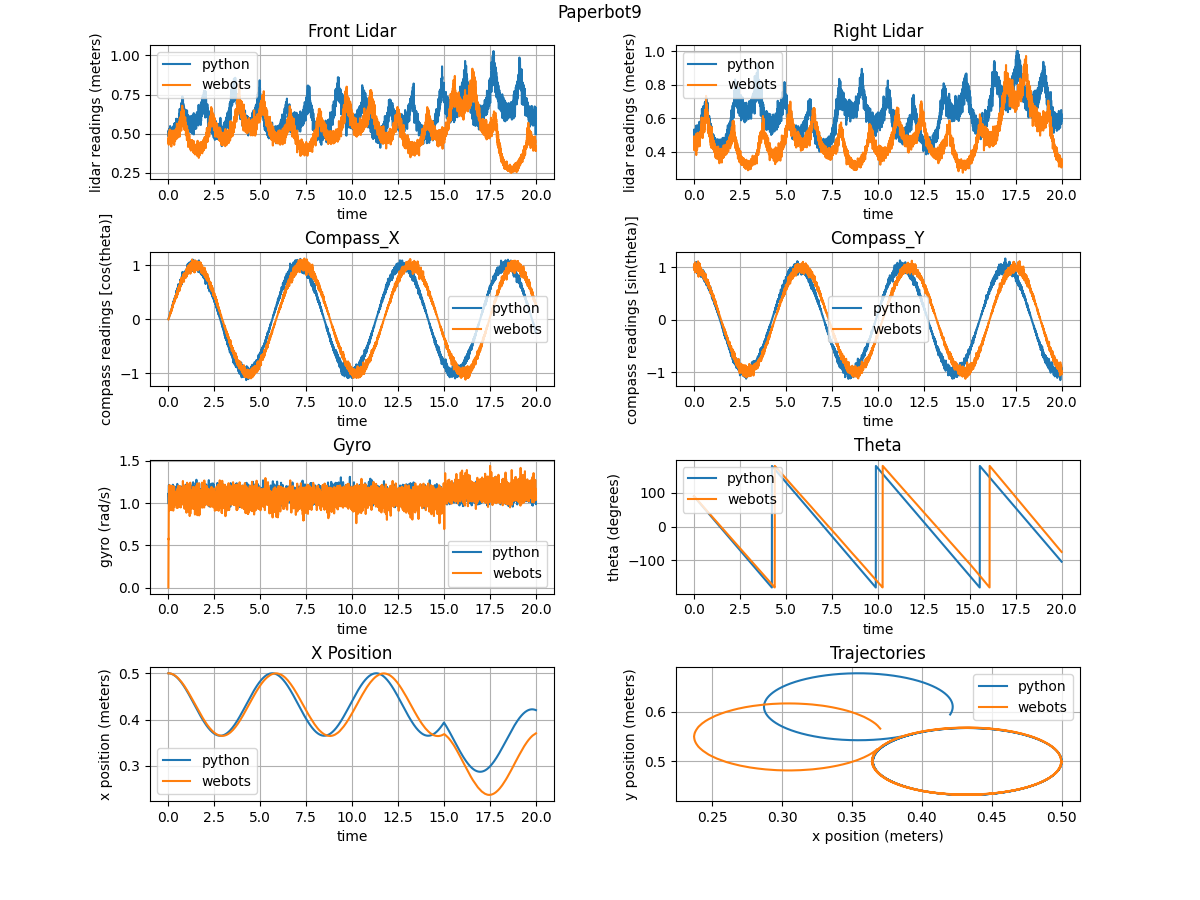 Paperbot9
Front Lidar
lidar readings (meters)
1.00
0.75
0.50
0.25
python
webots
0.0 2.5 5.0 7.5 10.0 12.5 15.0 17.5 20.0
time
Right Lidar
lidar readings (meters)
1.0
0.8
0.6
0.4
python
webots
0.0 2.5 5.0 7.5 10.0 12.5 15.0 17.5 20.0
time
Compass_X
compass readings [cos(theta)]
1
0
−1
python
webots
0.0 2.5 5.0 7.5 10.0 12.5 15.0 17.5 20.0
time
Compass_Y
compass readings [sin(theta)]
1
0
−1
python
webots
0.0 2.5 5.0 7.5 10.0 12.5 15.0 17.5 20.0
time
Gyro
gyro (rad/s)
1.5
1.0
0.5
0.0
python
webots
0.0 2.5 5.0 7.5 10.0 12.5 15.0 17.5 20.0
time
Theta
theta (degrees)
100
0
−100
python
webots
0.0 2.5 5.0 7.5 10.0 12.5 15.0 17.5 20.0
time
X Position
x position (meters)
0.5
0.4
0.3
python
webots
0.0 2.5 5.0 7.5 10.0 12.5 15.0 17.5 20.0
time
Trajectories
y position (meters)
0.6
0.5
python
webots
0.25 0.30 0.35 0.40 0.45 0.50
x position (meters)